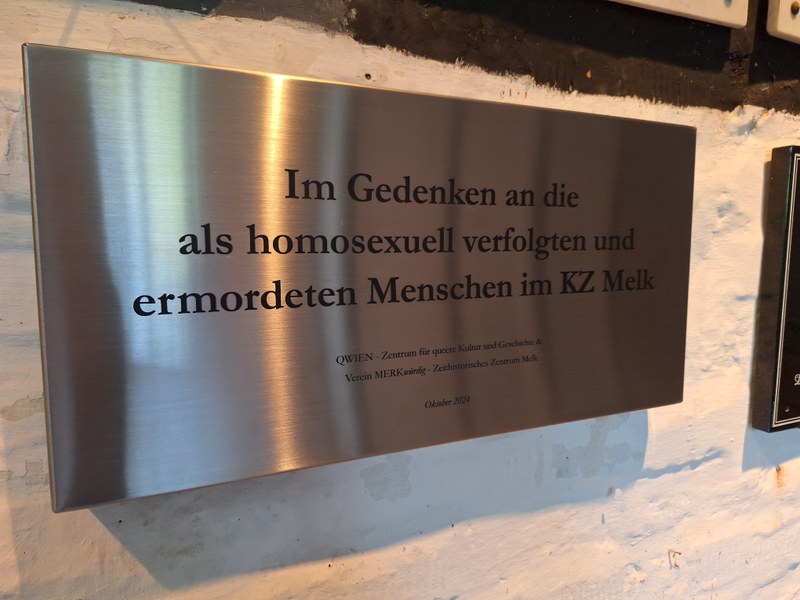 Im Gedenken an die
als homosexuell verfolgten und
ermordeten Menschen im KZ Melk
QWIEN - Zentrum für queere Kultur und Geschichte &
Verein MERKwürdig - Zeithistorisches Zentrum Melk
Oktober 2024